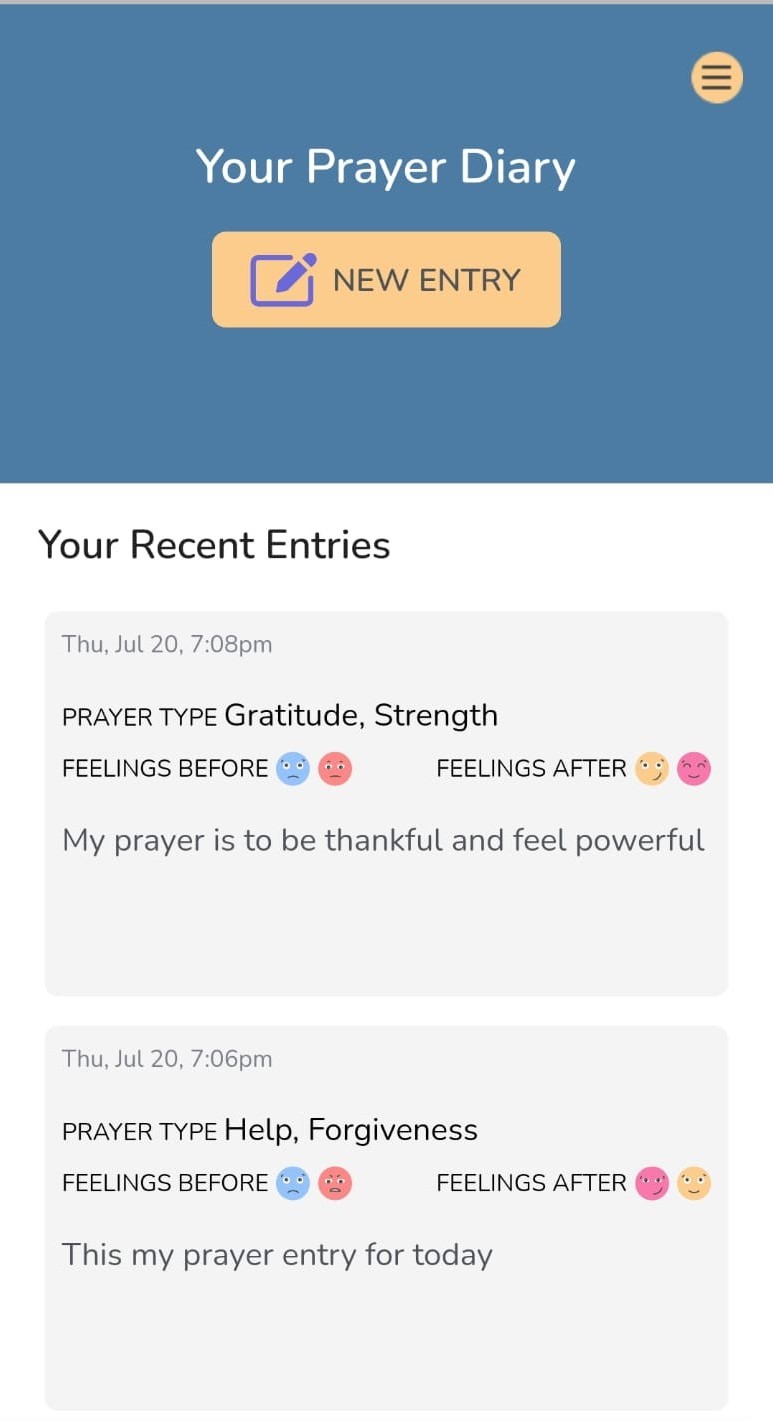 Your Prayer Diary
NEW ENTRY
Your Recent Entries
Thu, Jul 20, 7:08pm
PRAYER TYPE Gratitude, Strength
FEELINGS BEFORE FEELINGS AFTER
My prayer is to be thankful and feel powerful
Thu, Jul 20, 7:06pm
PRAYER TYPE Help, Forgiveness
FEELINGS BEFORE FEELINGS AFTER
This my prayer entry for today